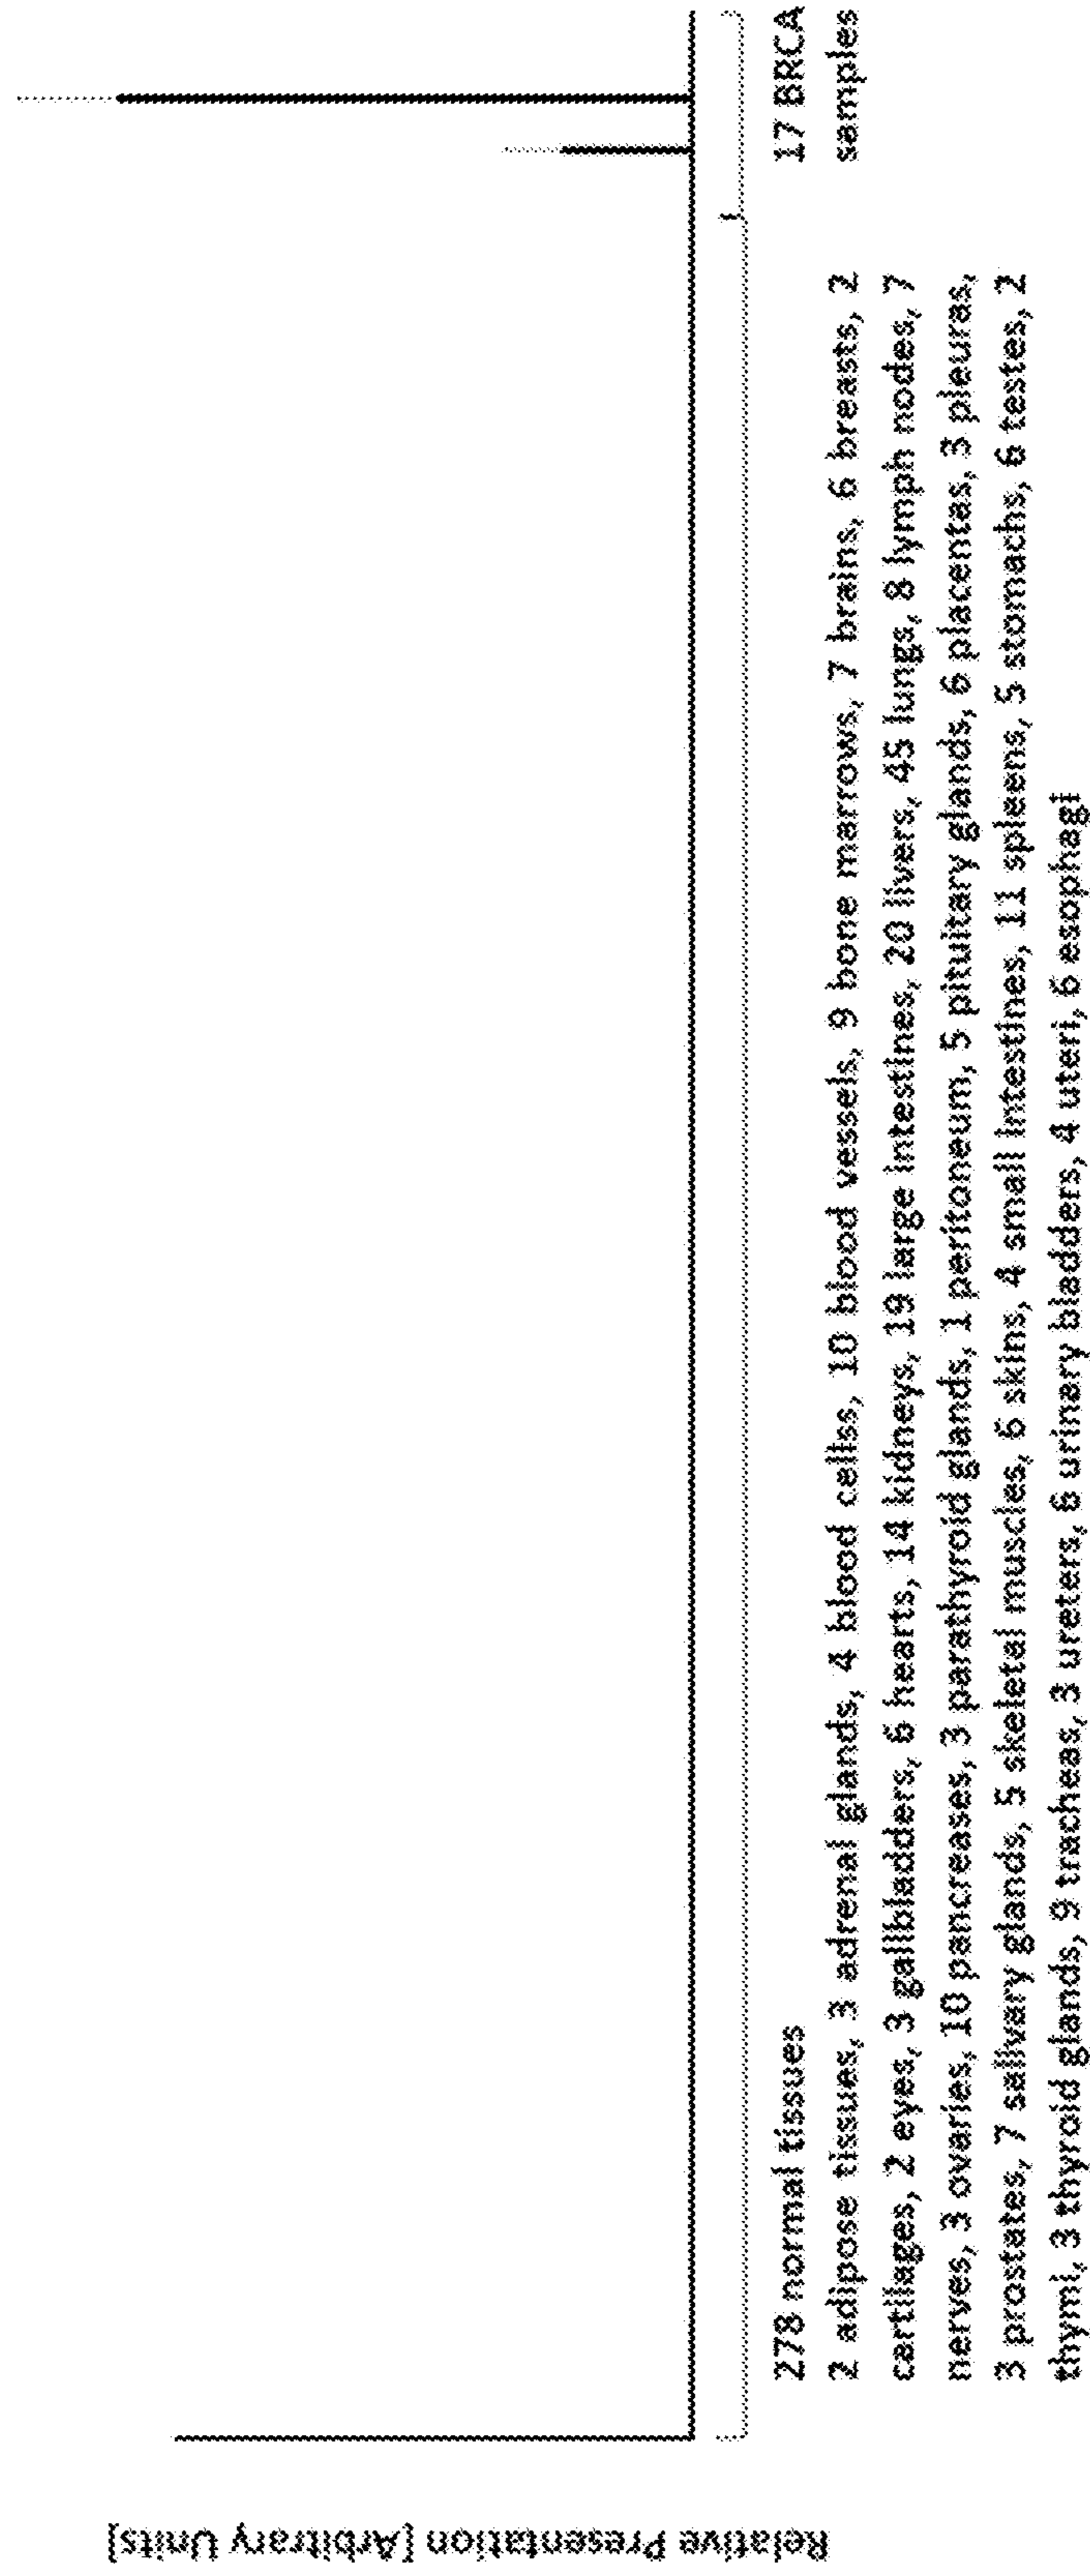 Relative Presentation [Arbitrary Units]
278 normal tissues
2 adipose tissues, 3 adrenal glands, 4 blood cellss, 10 blood vessels, 9 bone marrows, 7 brains, 6 breasts, 2
cartilages, 2 eyes, 3 gallbladders, 6 hearts, 14 kidneys, 19 large intestines, 20 livers, 45 lungs, 8 lymph nodes, 7
nerves, 3 ovaries, 10 pancreases, 3 parathyroid glands, 1 peritoneum, 5 pituitary glands, 6 placentas, 3 pleuras,
3 prostates, 7 salivary glands, 5 skeletal muscles, 6 skins, 4 small intestines, 11 spleens, 5 stomachs, 6 testes, 2
thymi, 3 thyroid glands, 9 tracheas, 3 ureters, 6 urinary bladders, 4 uteri, 6 esophagi
17 BRCA
samples